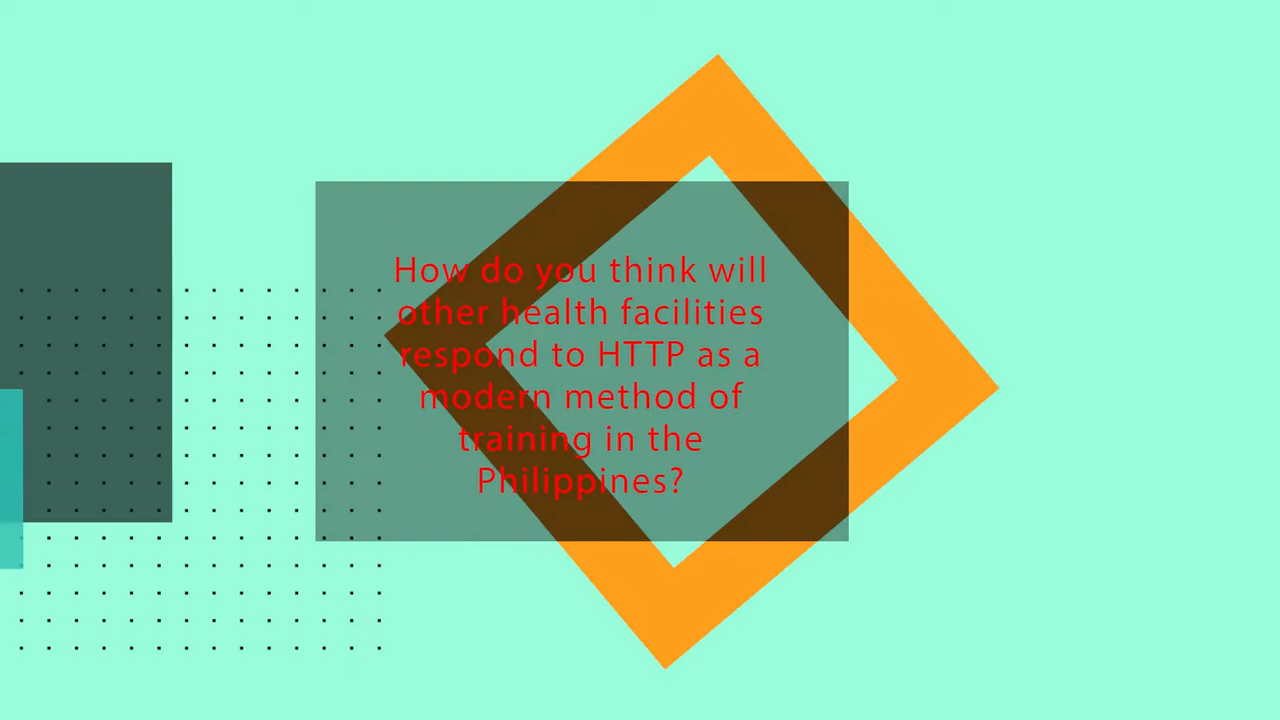 How do you think will
other health facilities
respond to HTTP as a
modern method of
training in the
Philippines?